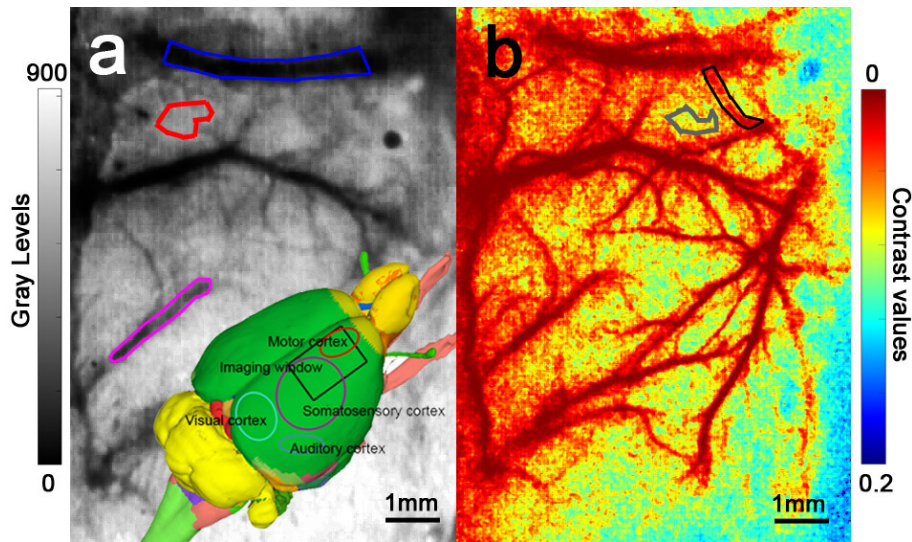 a
900
Gray Levels
0
Motor cortex
Imaging window
Somatosensory cortex
Visual cortex
Auditory cortex
1mm
b
0
Contrast values
0.2
1mm